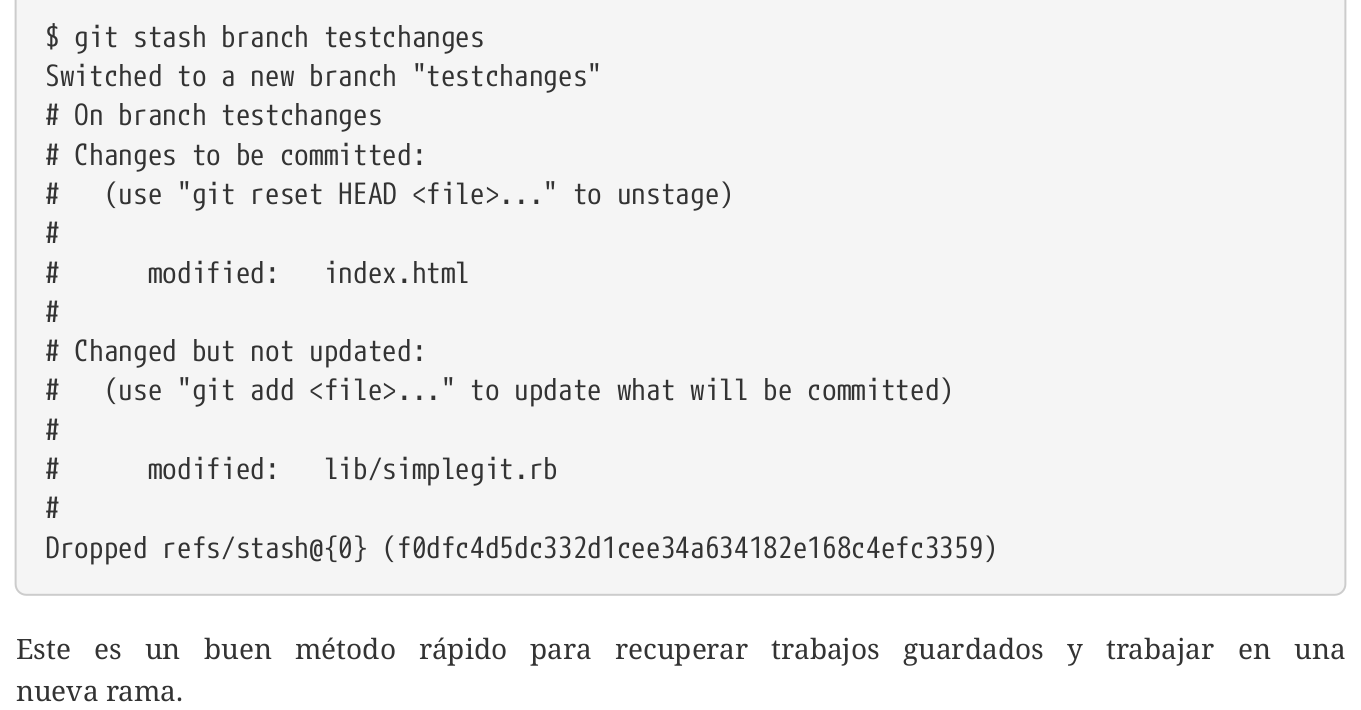 $ git stash branch testchanges
Switched to a new branch "testchanges"
# On branch testchanges
# Changes to be committed:
#   (use "git reset HEAD <file>..." to unstage)
#
#      modified:   index.html
#
# Changed but not updated:
#   (use "git add <file>..." to update what will be committed)
#
#      modified:   lib/simplegit.rb
#
Dropped refs/stash@{0} (f0dfc4d5dc332d1cee34a634182e168c4efc3359)
Este es un buen método rápido para recuperar trabajos guardados y trabajar en una
nueva rama.